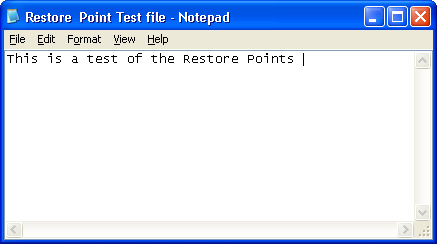 Restore  Point Test file - Notepad
File Edit Format View Help
This is a test of the Restore Points